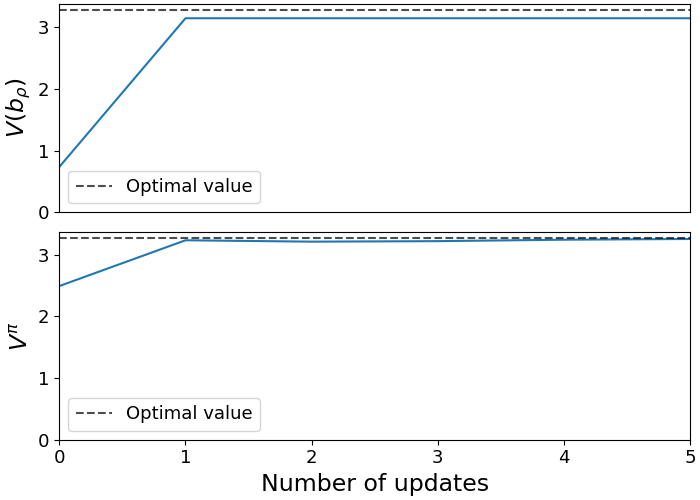 3
2
1
0
V(b_ρ)
Optimal value
3
2
1
0
V^π
Optimal value
0 1 2 3 4 5
Number of updates